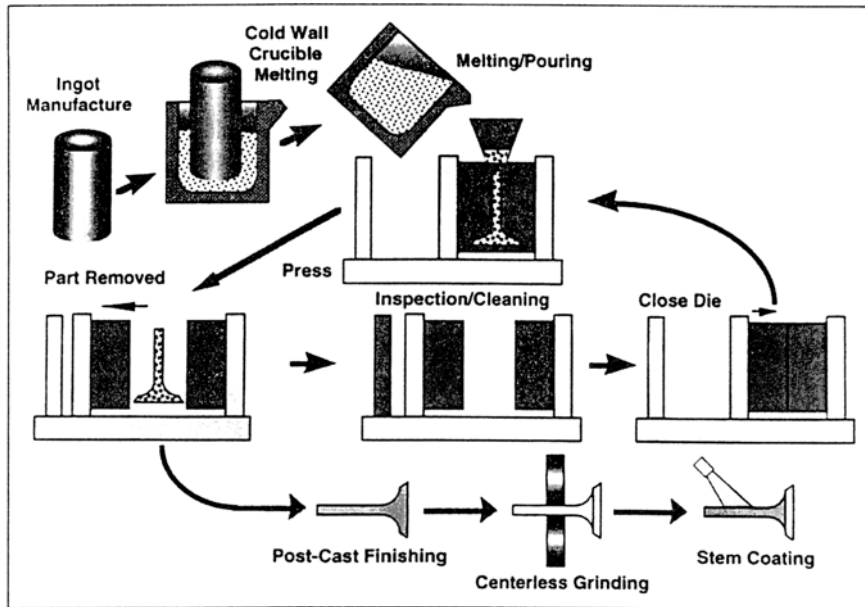 Ingot
Manufacture
Cold Wall
Crucible
Melting
Melting/Pouring
Press
Part Removed
Inspection/Cleaning
Close Die
Post-Cast Finishing
Centerless Grinding
Stem Coating